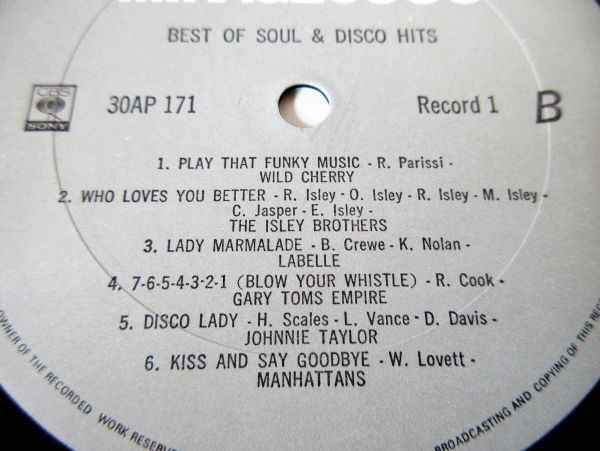 BEST OF SOUL & DISCO HITS
CBS
SONY
30AP 171
Record 1
B
1. PLAY THAT FUNKY MUSIC - R. Parissi -
WILD CHERRY
2. WHO LOVES YOU BETTER - R. Isley - O. Isley - R. Isley - M. Isley -
C. Jasper - E. Isley -
THE ISLEY BROTHERS
3. LADY MARMALADE - B. Crewe - K. Nolan -
LABELLE
4. 7-6-5-4-3-2-1 (BLOW YOUR WHISTLE) - R. Cook -
GARY TOMS EMPIRE
5. DISCO LADY - H. Scales - L. Vance - D. Davis -
JOHNNIE TAYLOR
6. KISS AND SAY GOODBYE - W. Lovett -
MANHATTANS
OWNER OF THE RECORDED WORK RESERVE
BROADCASTING AND COPYING OF THIS REC